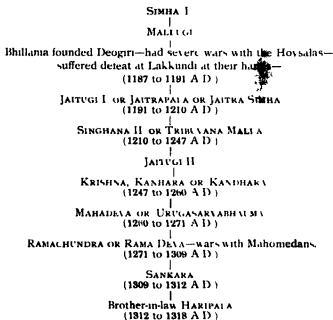 SIMHA I
MALLUGI
Bhillama founded Deogiri—had severe wars with the Hoysalas—
suffered defeat at Lakkundi at their hands—
(1187 to 1191 A D)
JAITUGI I OR JAITRAPALA OR JAITRA SIMHA
(1191 to 1210 A D)
SINGHANA II OR TRIBUVANA MALLA
(1210 to 1247 A D)
JAITUGI II
KRISHNA, KANHARA OR KANDHARA
(1247 to 1260 A D)
MAHADEVA OR URUGASARVABHAUMA
(1260 to 1271 A D)
RAMACHUNDRA OR RAMA DEVA—wars with Mahomedans.
(1271 to 1309 A D)
SANKARA
(1309 to 1312 A D)
Brother-in-law HARIPALA
(1312 to 1318 A D)